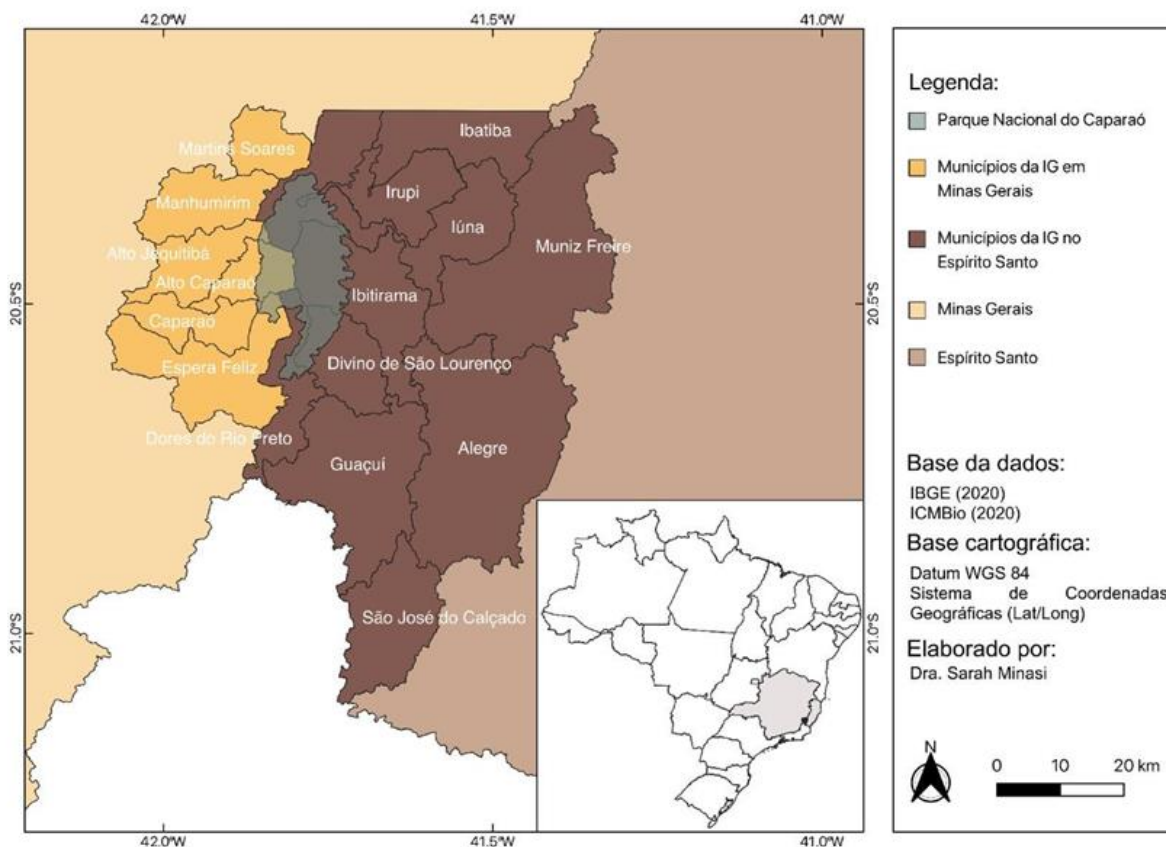 42.0°W
41.5°W
41.0°W
Ibatiba
Martins Soares
Irupi
Manhumirim
Iúna
Muniz Freire
Alto Jequitibá
Alto Caparaó
Ibitirama
20.5°S
20.5°S
Caparaó
Divino de São Lourenço
Espera Feliz
Dores do Rio Preto
Alegre
Guaçuí
São José do Calçado
21.0°S
21.0°S
42.0°W
41.5°W
41.0°W
Legenda:
Parque Nacional do Caparaó
Municípios da IG em
Minas Gerais
Municípios da IG no
Espírito Santo
Minas Gerais
Espírito Santo
Base da dados:
IBGE (2020)
ICMBio (2020)
Base cartográfica:
Datum WGS 84
Sistema de Coordenadas
Geográficas (Lat/Long)
Elaborado por:
Dra. Sarah Minasi
N
0 10 20 km